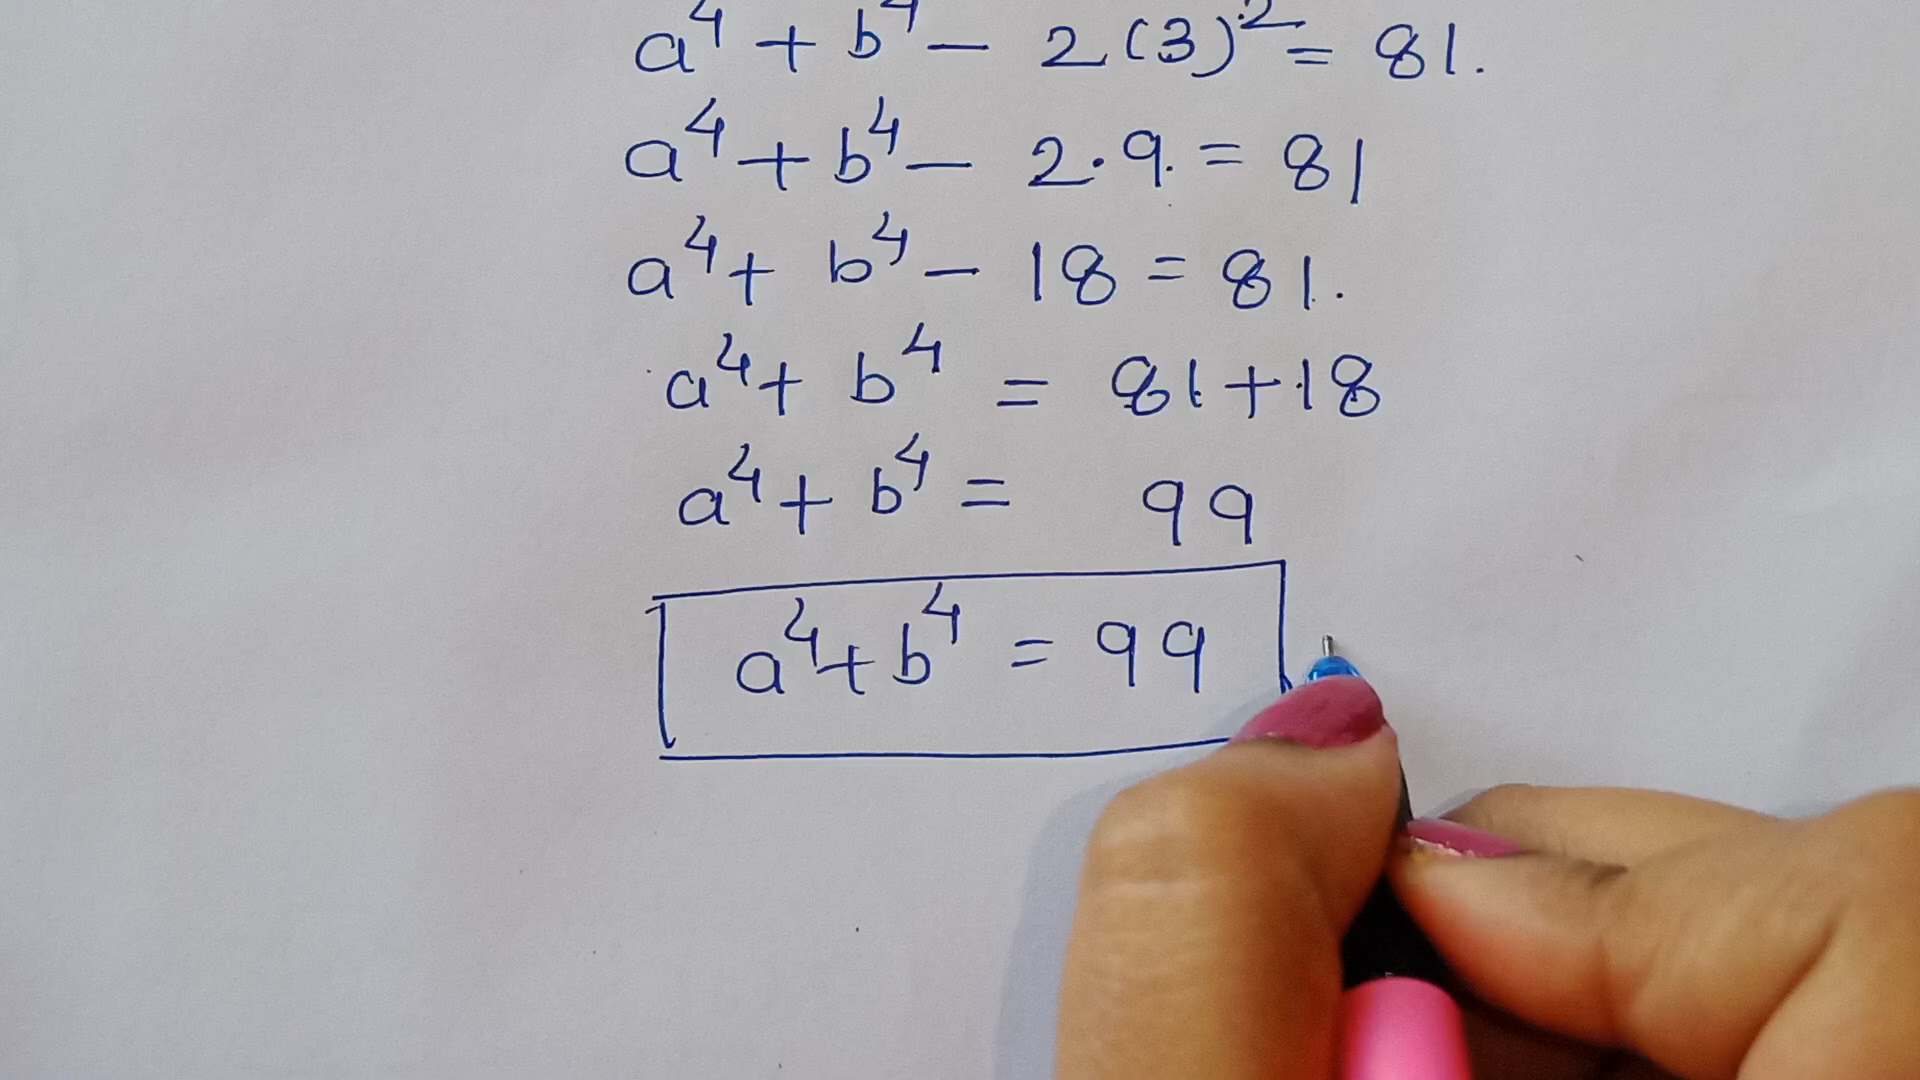 a⁴ + b⁴ - 2(3)² = 81.
a⁴ + b⁴ - 2·9 = 81
a⁴ + b⁴ - 18 = 81.
a⁴ + b⁴ = 81 + 18
a⁴ + b⁴ = 99
a⁴ + b⁴ = 99